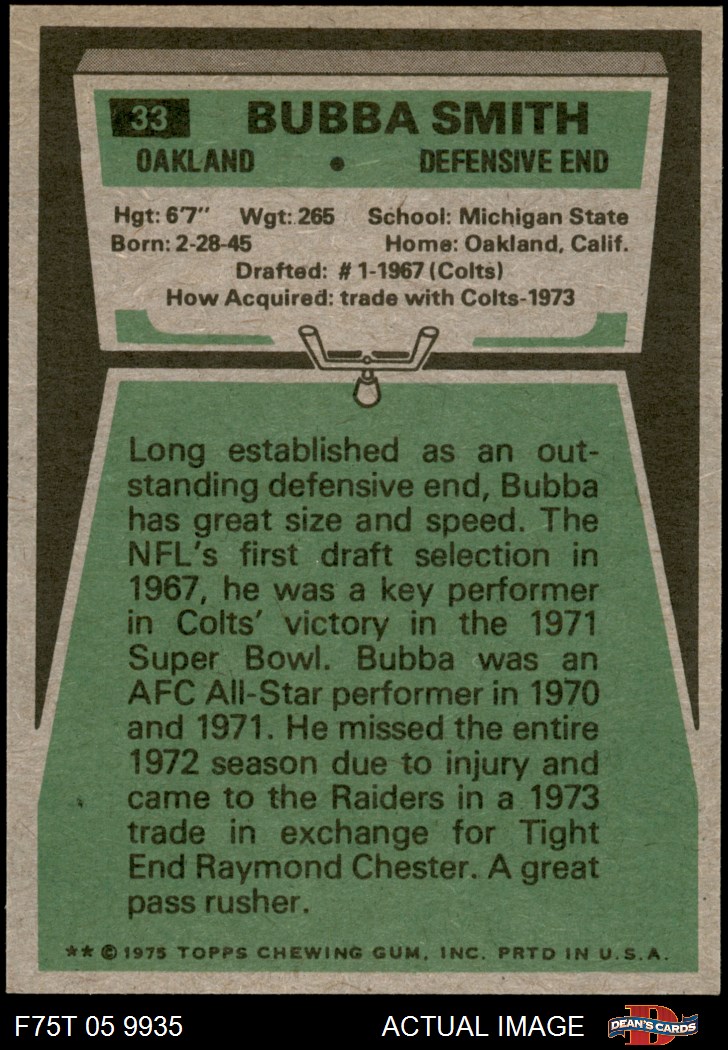 33 BUBBA SMITH
OAKLAND • DEFENSIVE END
Hgt: 6'7" Wgt: 265 School: Michigan State
Born: 2-28-45 Home: Oakland, Calif.
Drafted: # 1-1967 (Colts)
How Acquired: trade with Colts-1973
Long established as an out-
standing defensive end, Bubba
has great size and speed. The
NFL's first draft selection in
1967, he was a key performer
in Colts' victory in the 1971
Super Bowl. Bubba was an
AFC All-Star performer in 1970
and 1971. He missed the entire
1972 season due to injury and
came to the Raiders in a 1973
trade in exchange for Tight
End Raymond Chester. A great
pass rusher.
** © 1975 TOPPS CHEWING GUM, INC. PRTD IN U.S.A.
F75T 05 9935 ACTUAL IMAGE D DEAN'S CARDS